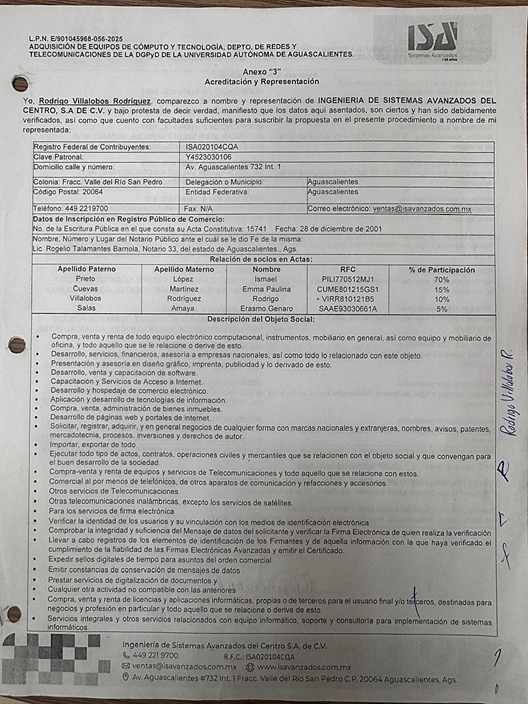 L.P.N. E/901045968-056-2025
ADQUISICIÓN DE EQUIPOS DE CÓMPUTO Y TECNOLOGÍA, DEPTO. DE REDES Y
TELECOMUNICACIONES DE LA DGPyD DE LA UNIVERSIDAD AUTÓNOMA DE AGUASCALIENTES.
ISA
Sistemas Avanzados
Anexo "3"
Acreditación y Representación
Yo, Rodrigo Villalobos Rodríguez, comparezco a nombre y representación de INGENIERIA DE SISTEMAS AVANZADOS DEL
CENTRO, S.A DE C.V. y bajo protesta de decir verdad, manifiesto que los datos aquí asentados, son ciertos y han sido debidamente
verificados, así como que cuento con facultades suficientes para suscribir la propuesta en el presente procedimiento a nombre de mi
representada:
Registro Federal de Contribuyentes: ISA020104CQA
Clave Patronal: Y4523030106
Domicilio calle y número: Av. Aguascalientes 732 Int. 1
Colonia: Fracc. Valle del Río San Pedro Delegación o Municipio: Aguascalientes
Código Postal: 20064 Entidad Federativa: Aguascalientes
Teléfono: 449 2219700 Fax: N/A Correo electrónico: ventas@isavanzados.com.mx
Datos de Inscripción en Registro Público de Comercio:
No. de la Escritura Pública en el que consta su Acta Constitutiva: 15741 Fecha: 28 de diciembre de 2001
Nombre, Número y Lugar del Notario Público ante el cuál se le dio Fe de la misma:
Lic. Rogelio Talamantes Barnola, Notario 33, del estado de Aguascalientes., Ags.
Relación de socios en Actas:
Apellido Paterno Apellido Materno Nombre RFC % de Participación
Prieto López Ismael PILI770512MJ1 70%
Cuevas Martinez Emma Paulina CUME801215GS1 15%
Villalobos Rodríguez Rodrigo VIRR810121B5 10%
Salas Amaya Erasmo Genaro SAAE93030661A 5%
Descripción del Objeto Social:
• Compra, venta y renta de todo equipo electrónico computacional, instrumentos, mobiliario en general, así como equipo y mobiliario de
oficina, y todo aquello que se le relacione o derive de esto.
• Desarrollo, servicios, financieros, asesoría a empresas nacionales, así como todo lo relacionado con este objeto.
• Presentación y asesoría en diseño gráfico, imprenta, publicidad y lo derivado de esto.
• Desarrollo, venta y capacitación de software.
• Capacitación y Servicios de Acceso a Internet.
• Desarrollo y hospedaje de comercio electrónico.
• Aplicación y desarrollo de tecnologías de información.
• Compra, venta, administración de bienes inmuebles.
• Desarrollo de páginas web y portales de internet.
• Solicitar, registrar, adquirir, y en general negocios de cualquier forma con marcas nacionales y extranjeras, nombres, avisos, patentes,
mercadotecnia, procesos, inversiones y derechos de autor.
• Importar, exportar de todo.
• Ejecutar todo tipo de actos, contratos, operaciones civiles y mercantiles que se relacionen con el objeto social y que convengan para
el buen desarrollo de la sociedad.
• Compra-venta y renta de equipos y servicios de Telecomunicaciones y todo aquello que se relacione con estos.
• Comercial al por menos de telefónicos, de otros aparatos de comunicación y refacciones y accesorios.
• Otros servicios de Telecomunicaciones
• Otras telecomunicaciones inalámbricas, excepto los servicios de satélites.
• Para los servicios de firma electrónica
• Verificar la identidad de los usuarios y su vinculación con los medios de identificación electrónica
• Comprobar la integridad y suficiencia del Mensaje de datos del solicitante y verificar la Firma Electrónica de quien realiza la verificación
• Llevar a cabo registros de los elementos de identificación de los Firmantes y de aquella información con la que haya verificado el
cumplimiento de la fiabilidad de las Firmas Electrónicas Avanzadas y emitir el Certificado.
• Expedir sellos digitales de tiempo para asuntos del orden comercial
• Emitir constancias de conservación de mensajes de datos
• Prestar servicios de digitalización de documentos y
• Cualquier otra actividad no compatible con las anteriores
• Compra, venta y renta de licencias y aplicaciones informáticas, propias o de terceros para el usuario final y/o terceros, destinadas para
negocios y profesión en particular y todo aquello que se relacione o derive de esto.
• Servicios integrales y otros servicios relacionados con equipo informático, soporte y consultoría para implementación de sistemas
informáticos.
Rodrigo Villalobos R.
Ingeniería de Sistemas Avanzados del Centro S.A. de C.V.
449 221 9700 R.F.C.: ISA020104CQA
ventas@isavanzados.com.mx www.isavanzados.com.mx
Av. Aguascalientes #732 Int. 1 Fracc. Valle del Río San Pedro C.P. 20064 Aguascalientes, Ags.